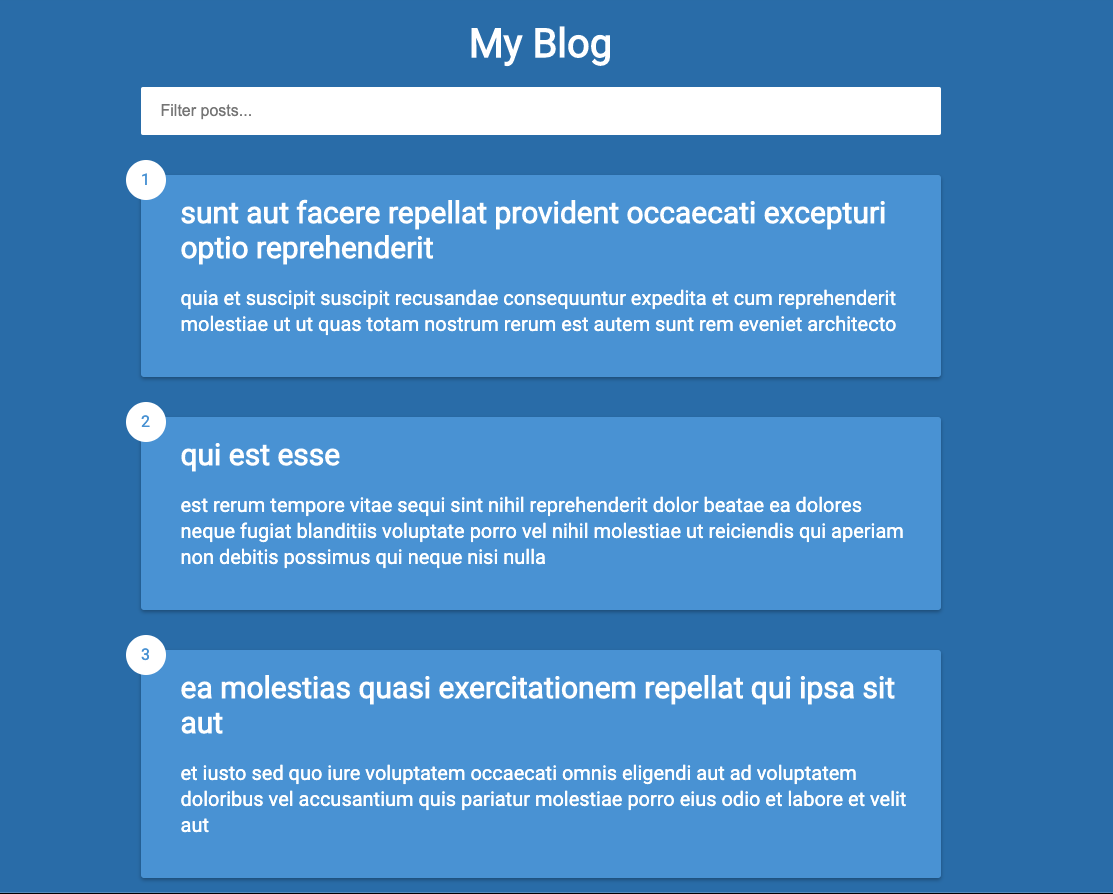 My Blog
Filter posts...
1
sunt aut facere repellat provident occaecati excepturi
optio reprehenderit
quia et suscipit suscipit recusandae consequuntur expedita et cum reprehenderit
molestiae ut ut quas totam nostrum rerum est autem sunt rem eveniet architecto
2
qui est esse
est rerum tempore vitae sequi sint nihil reprehenderit dolor beatae ea dolores
neque fugiat blanditiis voluptate porro vel nihil molestiae ut reiciendis qui aperiam
non debitis possimus qui neque nisi nulla
3
ea molestias quasi exercitationem repellat qui ipsa sit
aut
et iusto sed quo iure voluptatem occaecati omnis eligendi aut ad voluptatem
doloribus vel accusantium quis pariatur molestiae porro eius odio et labore et velit
aut